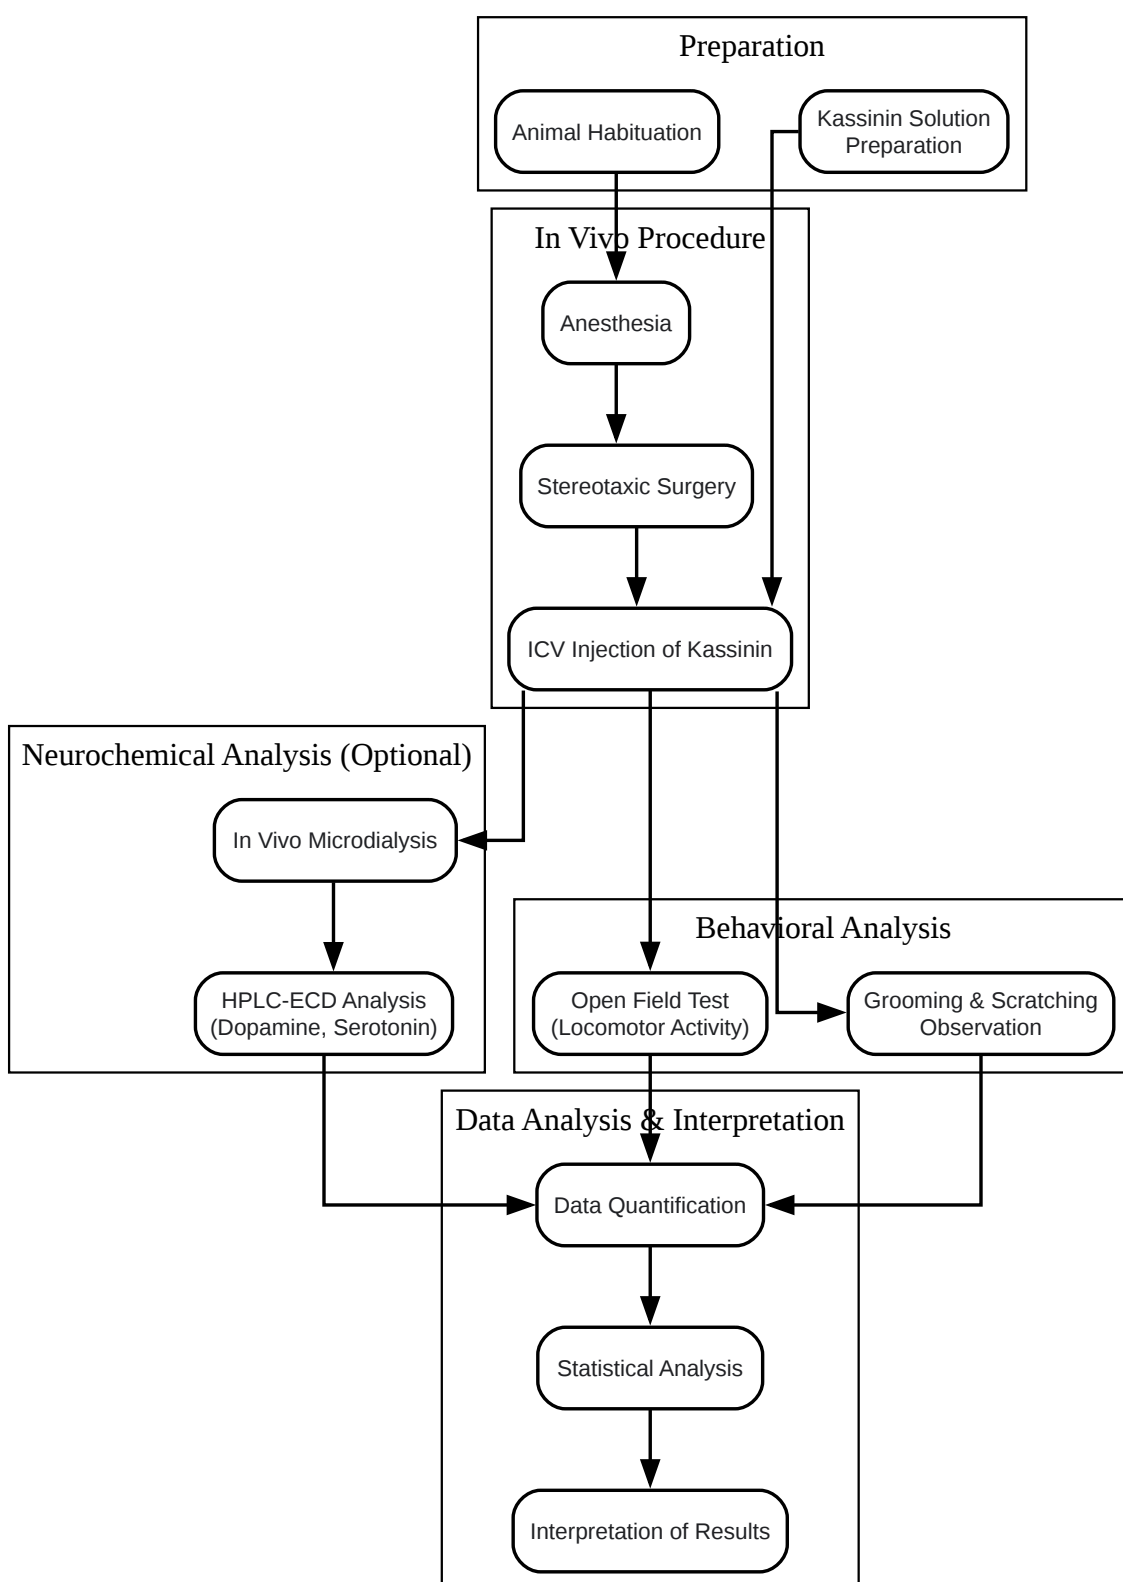 Preparation
Animal Habituation
Kassinin Solution
Preparation
In Vivo Procedure
Anesthesia
Stereotaxic Surgery
ICV Injection of Kassinin
Neurochemical Analysis (Optional)
In Vivo Microdialysis
HPLC-ECD Analysis
(Dopamine, Serotonin)
Behavioral Analysis
Open Field Test
(Locomotor Activity)
Grooming & Scratching
Observation
Data Analysis & Interpretation
Data Quantification
Statistical Analysis
Interpretation of Results